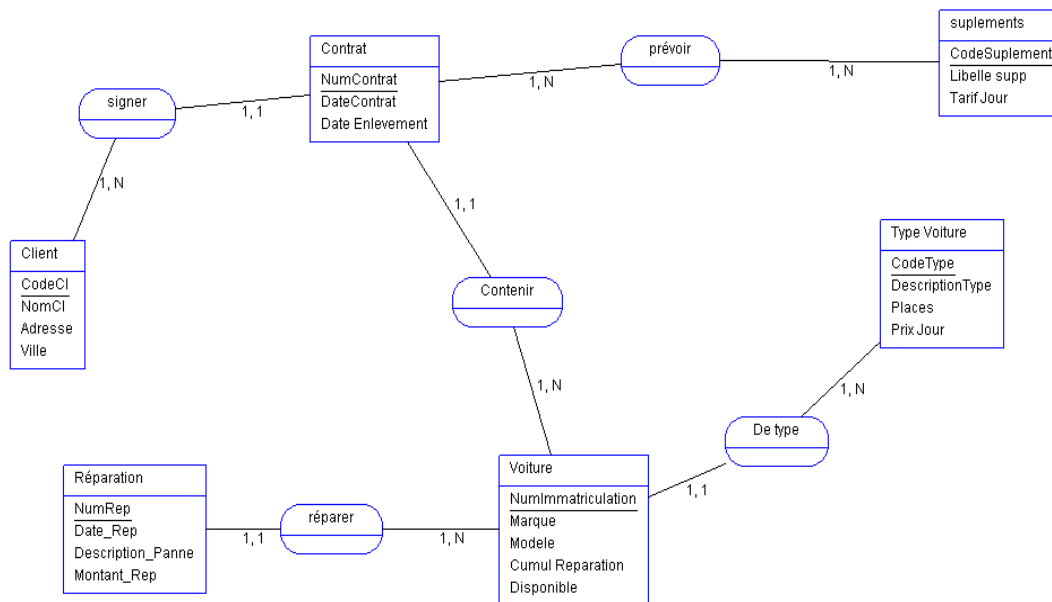 suplements
CodeSuplement
Libelle supp
Tarif Jour
prévoir
1, N
1, N
Contrat
NumContrat
DateContrat
Date Enlevement
signer
1, 1
1, N
1, 1
Client
CodeCl
NomCl
Adresse
Ville
Type Voiture
CodeType
DescriptionType
Places
Prix Jour
Contenir
1, N
1, N
De type
1, 1
Réparation
NumRep
Date_Rep
Description_Panne
Montant_Rep
réparer
1, 1
1, N
Voiture
NumImmatriculation
Marque
Modele
Cumul Reparation
Disponible